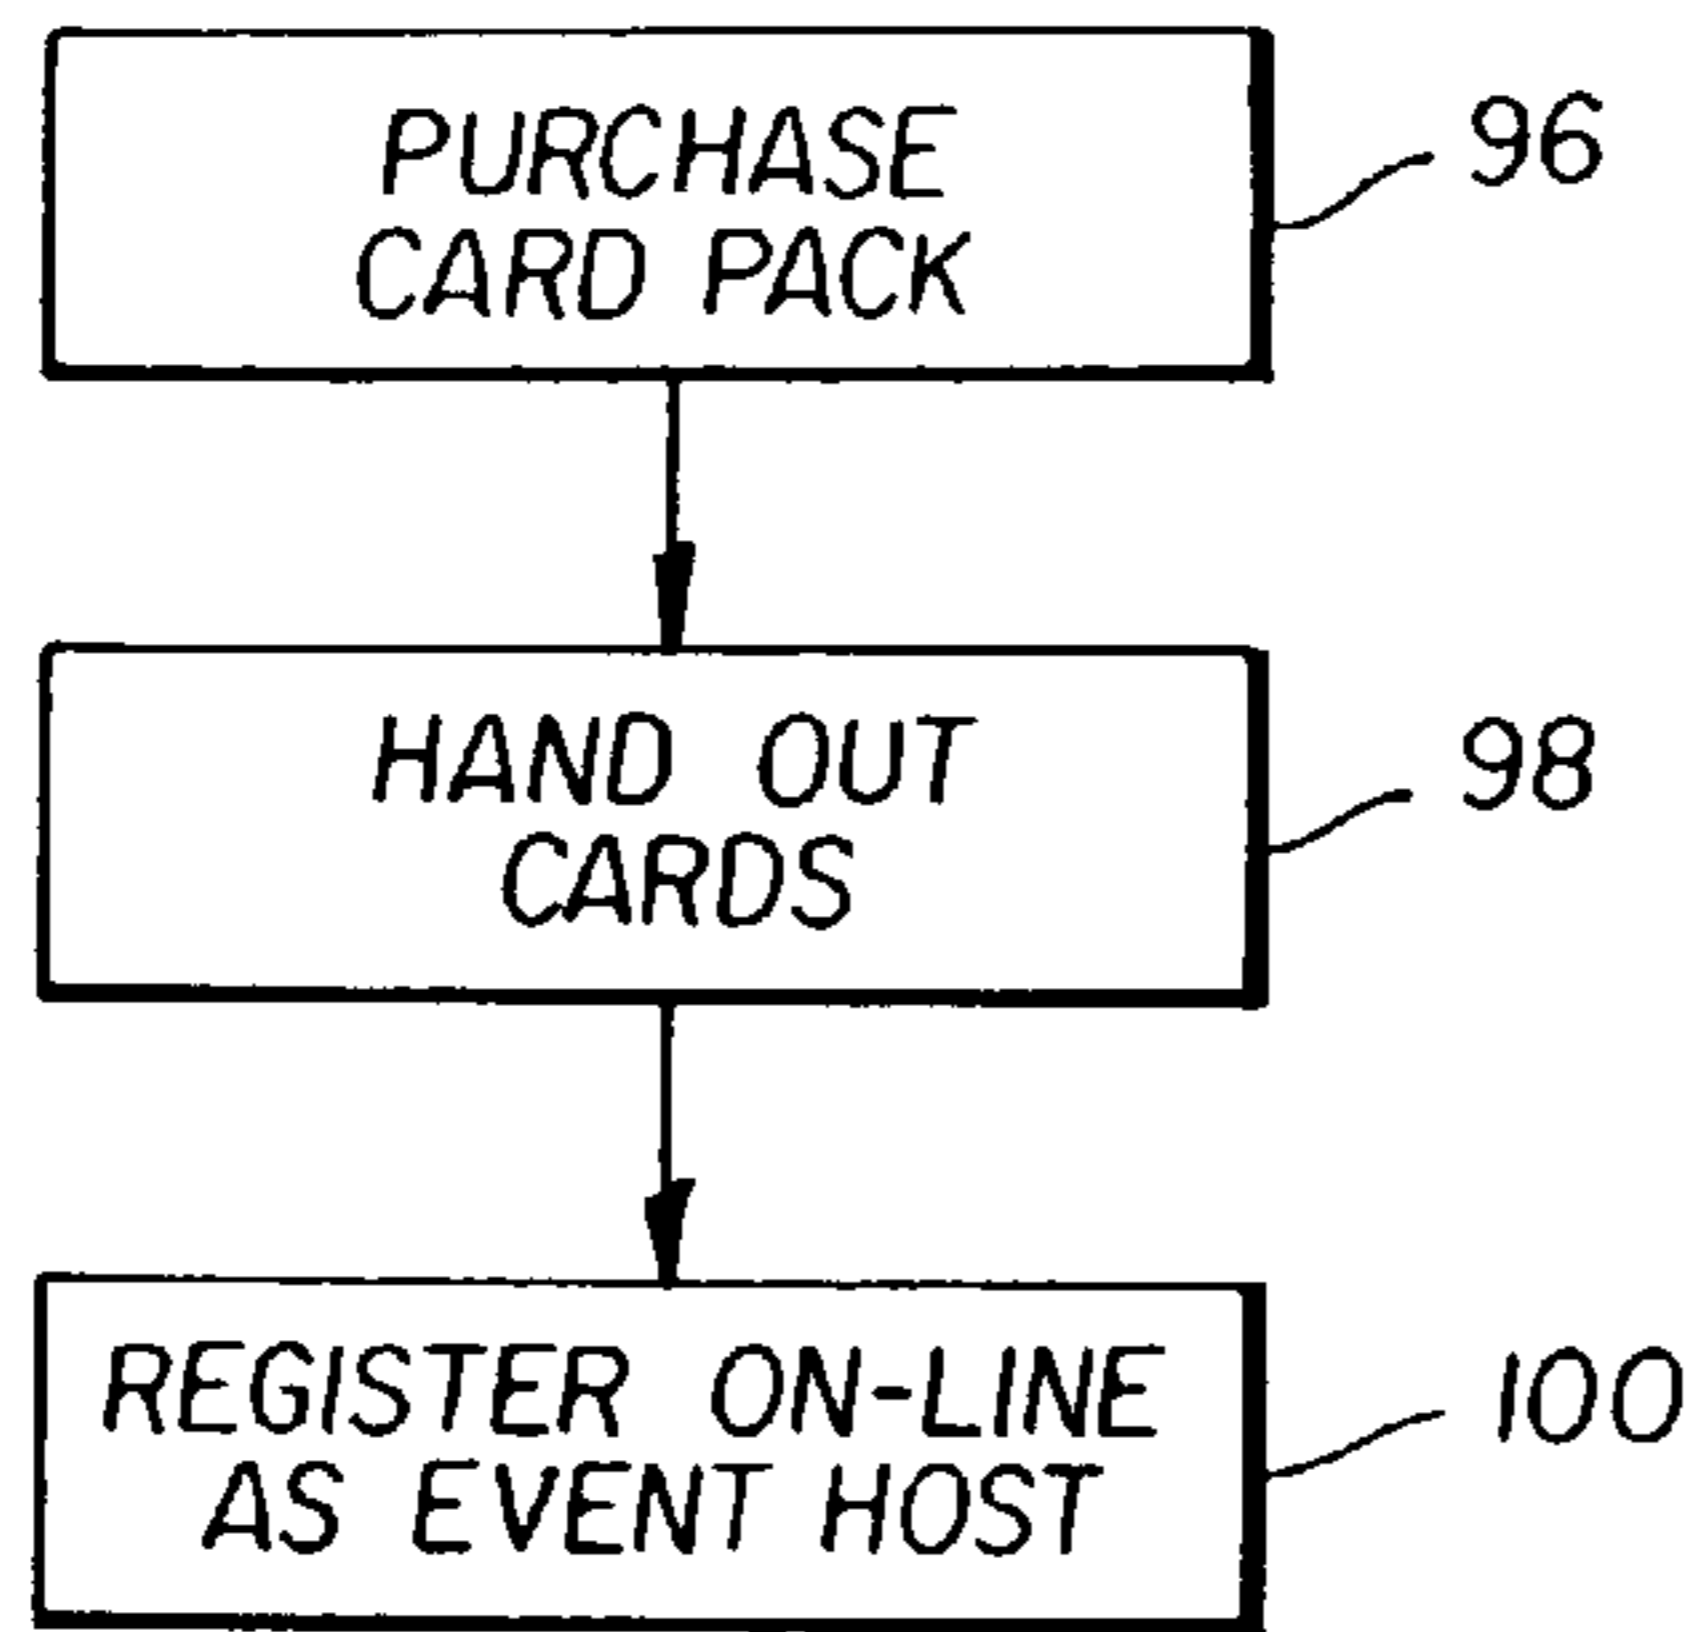 PURCHASE
CARD PACK
96
HAND OUT
CARDS
98
REGISTER ON-LINE
AS EVENT HOST
100